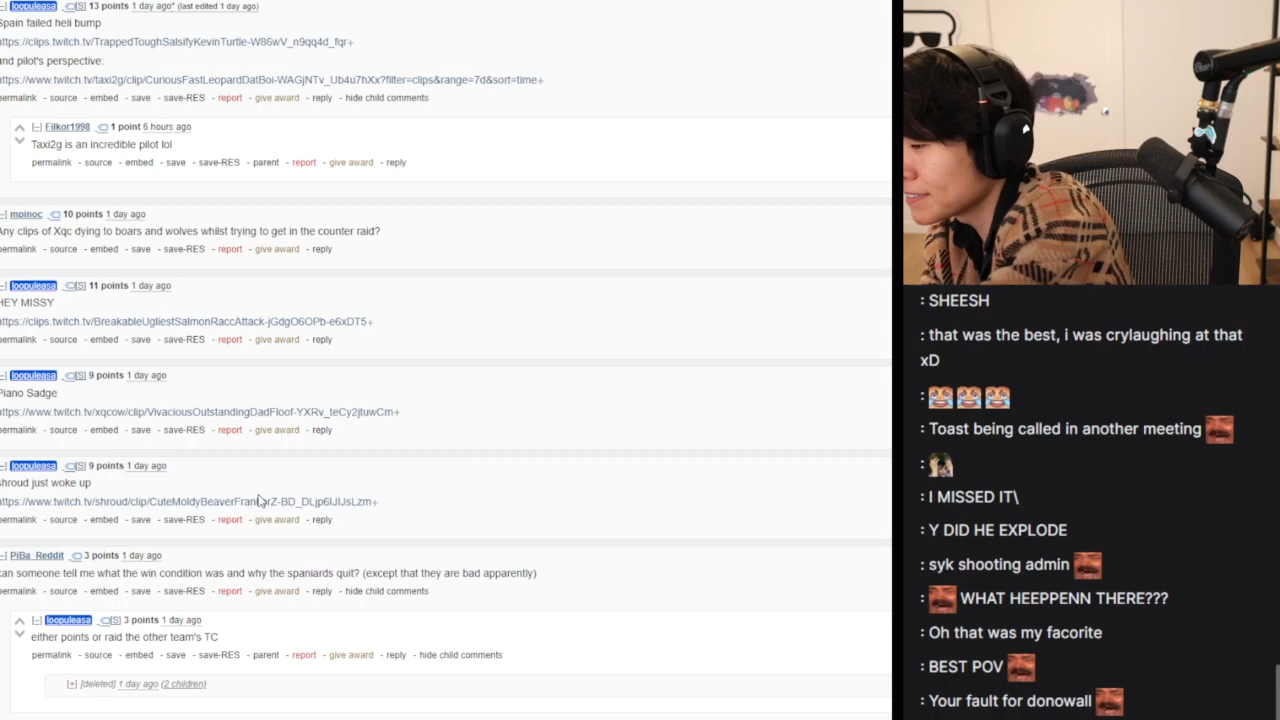 loopuleasa [S] 13 points 1 day ago* (last edited 1 day ago)
Spain failed heli bump
https://clips.twitch.tv/TrappedToughSalsifyKevinTurtle-W86wV_n9qq4d_fqr+
and pilot's perspective:
https://www.twitch.tv/taxi2g/clip/CuriousFastLeopardDatBoi-WAGjNTv_Ub4u7hXx?filter=clips&range=7d&sort=time+
permalink - source - embed - save - save-RES - report - give award - reply - hide child comments
[-] Filkor1998 1 point 6 hours ago
Taxi2g is an incredible pilot lol
permalink - source - embed - save - save-RES - parent - report - give award - reply
mpinoc 10 points 1 day ago
Any clips of Xqc dying to boars and wolves whilst trying to get in the counter raid?
permalink - source - embed - save - save-RES - report - give award - reply
loopuleasa [S] 11 points 1 day ago
HEY MISSY
https://clips.twitch.tv/BreakableUgliestSalmonRaccAttack-jGdgO6OPb-e6xDT5+
permalink - source - embed - save - save-RES - report - give award - reply
loopuleasa [S] 9 points 1 day ago
Piano Sadge
https://www.twitch.tv/xqcow/clip/VivaciousOutstandingDadFloof-YXRv_teCy2jtuwCm+
permalink - source - embed - save - save-RES - report - give award - reply
loopuleasa [S] 9 points 1 day ago
shroud just woke up
permalink - source - embed - save - save-RES - report - give award - reply
PiBa_Reddit 3 points 1 day ago
can someone tell me what the win condition was and why the spaniards quit? (except that they are bad apparently)
permalink - source - embed - save - save-RES - report - give award - reply - hide child comments
[-] loopuleasa [S] 3 points 1 day ago
either points or raid the other team's TC
permalink - source - embed - save - save-RES - parent - report - give award - reply - hide child comments
[+] [deleted] 1 day ago (2 children)
: SHEESH
: that was the best, i was crylaughing at that
xD
:
: Toast being called in another meeting
:
: I MISSED IT\
: Y DID HE EXPLODE
: syk shooting admin
: WHAT HEEPPENN THERE???
: Oh that was my facorite
: BEST POV
: Your fault for donowall